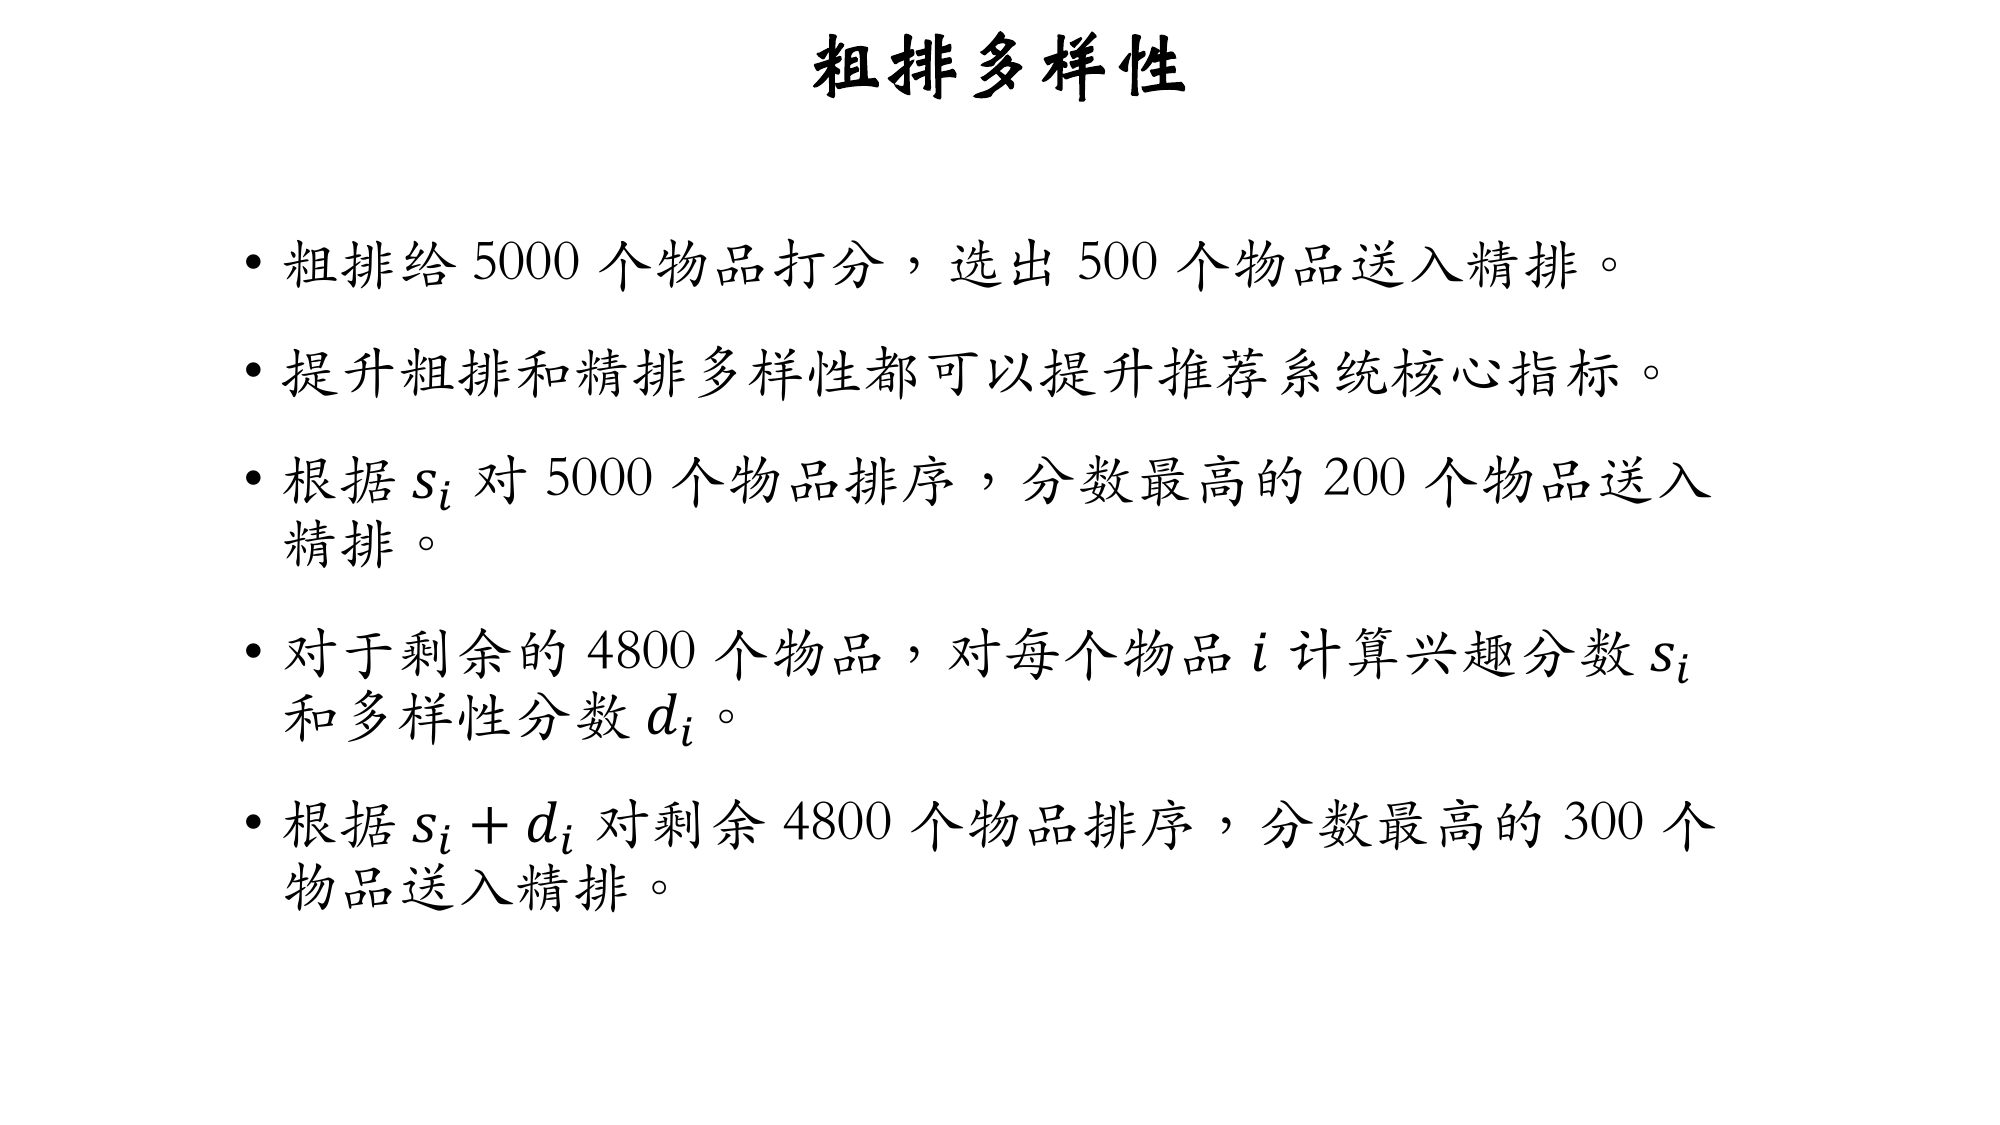 粗排多样性
• 粗排给 5000 个物品打分，选出 500 个物品送入精排。
• 提升粗排和精排多样性都可以提升推荐系统核心指标。
• 根据 sᵢ 对 5000 个物品排序，分数最高的 200 个物品送入
精排。
• 对于剩余的 4800 个物品，对每个物品 i 计算兴趣分数 sᵢ
和多样性分数 dᵢ。
• 根据 sᵢ + dᵢ 对剩余 4800 个物品排序，分数最高的 300 个
物品送入精排。